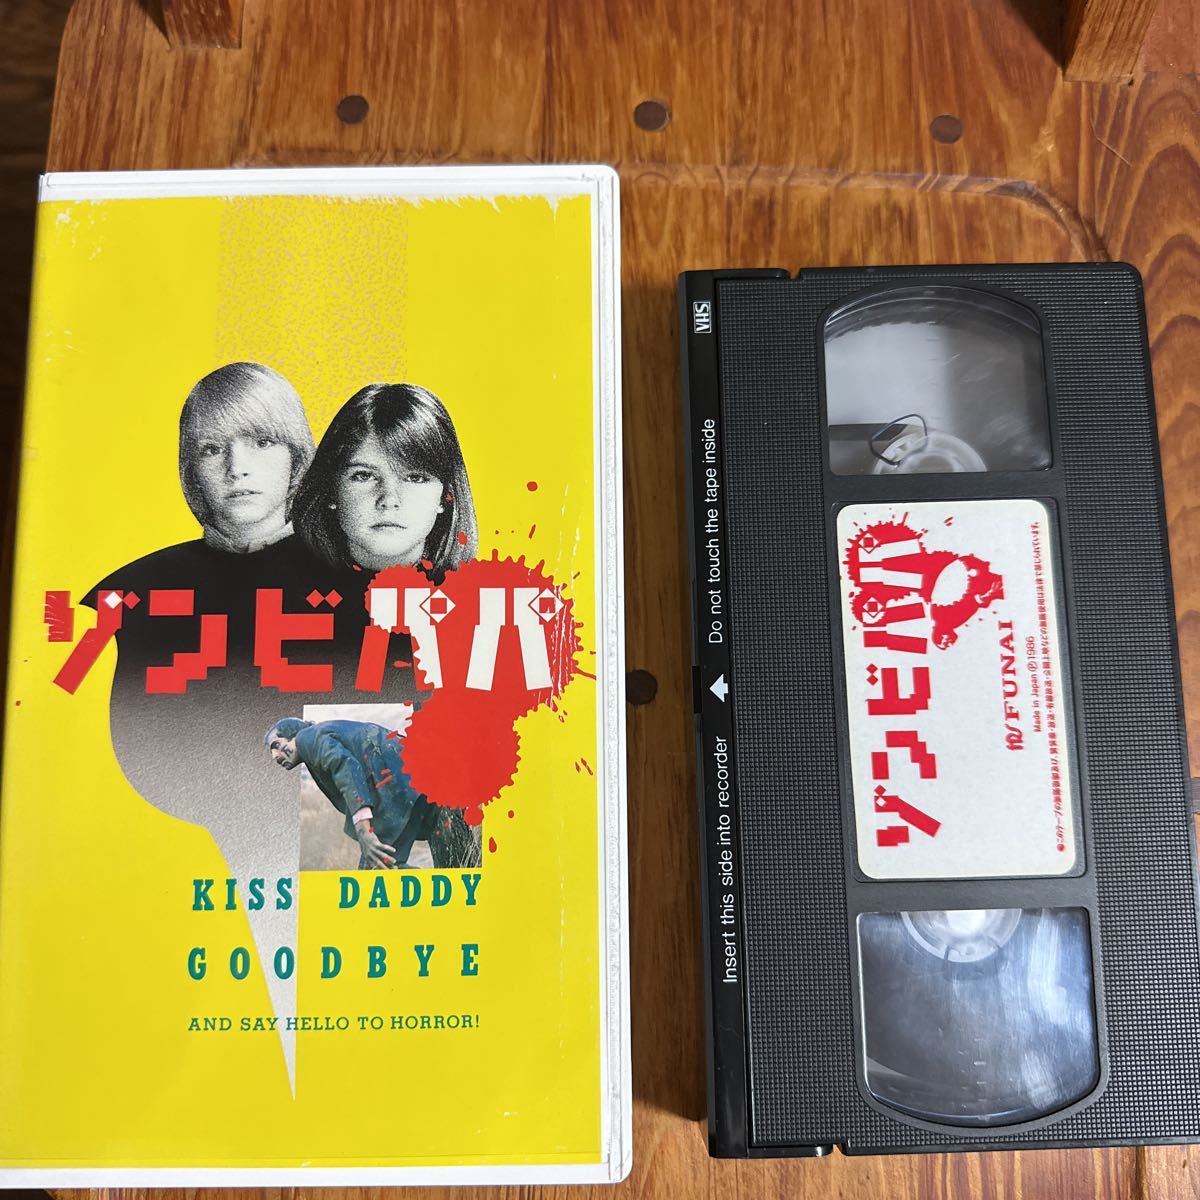 ゾンビパパ
KISS DADDY
GOODBYE
AND SAY HELLO TO HORROR!
VHS
Do not touch the tape inside
Insert this side into recorder
ゾンビパパ
FUNAI
Made in Japan Ⓟ1986